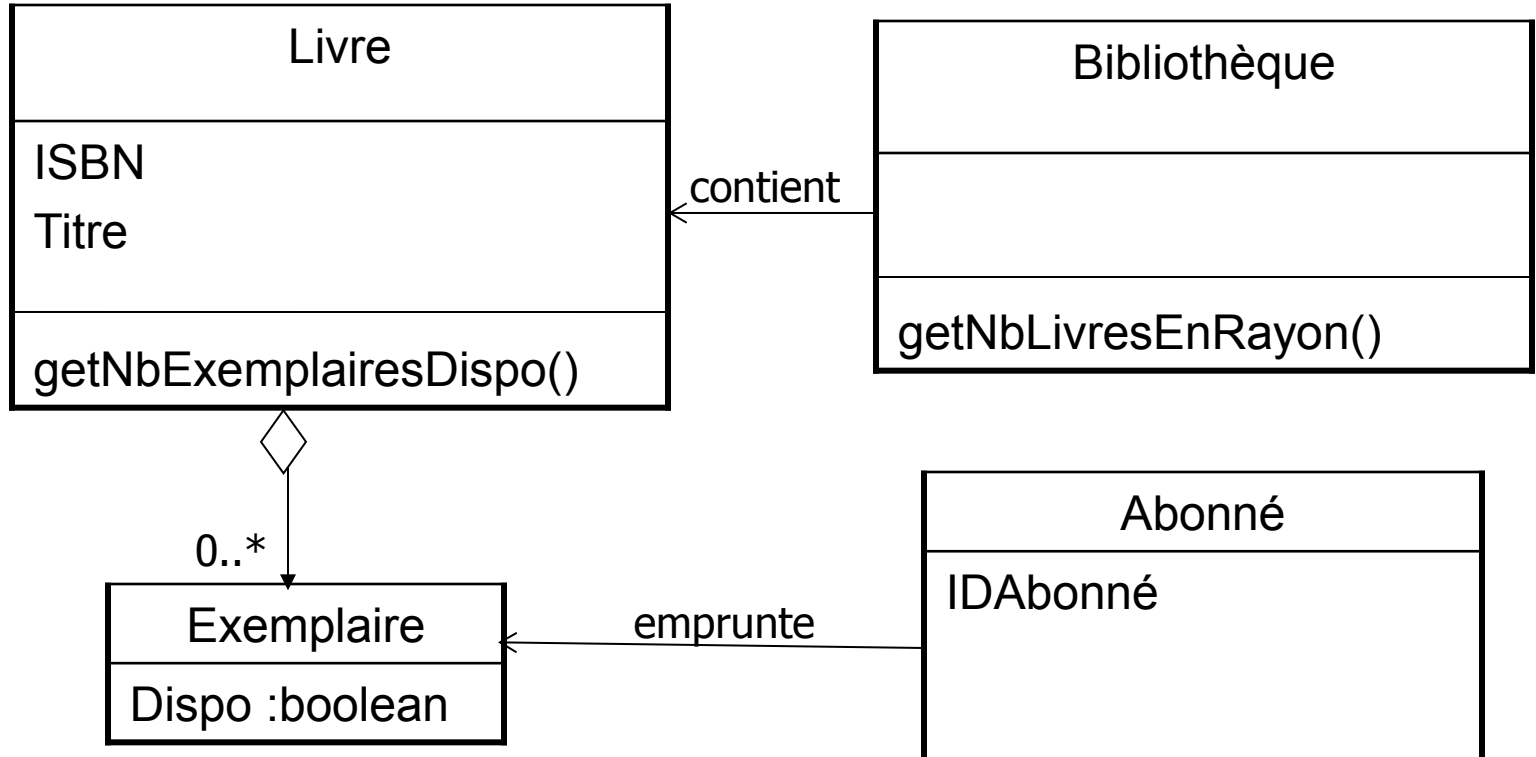 Livre
ISBN
Titre
getNbExemplairesDispo()
contient
Bibliothèque
getNbLivresEnRayon()
0..*
Exemplaire
Dispo :boolean
emprunte
Abonné
IDAbonné